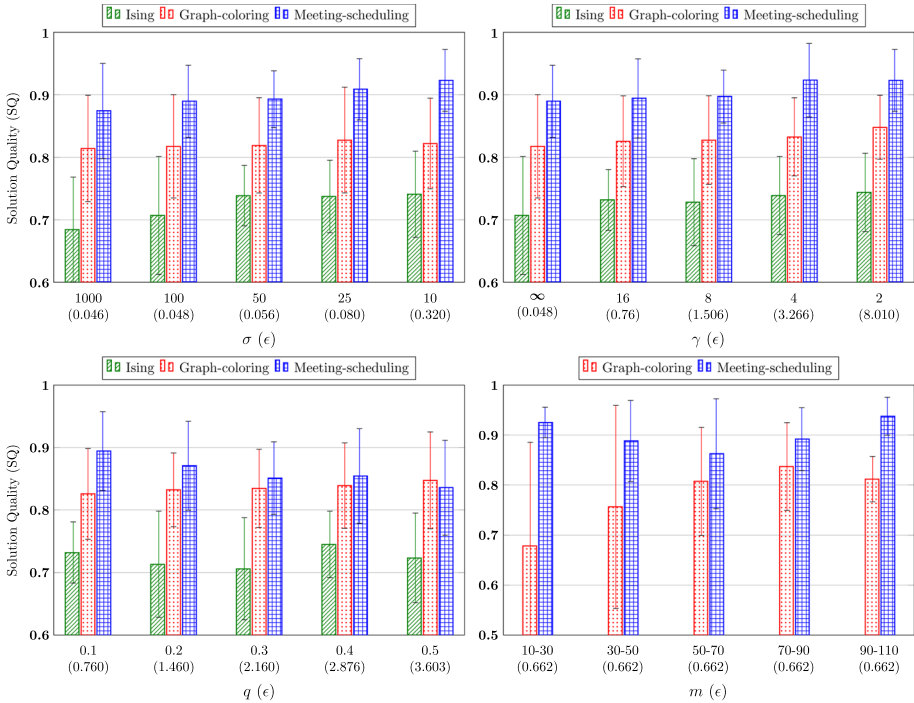 Ising Graph-coloring Meeting-scheduling
Solution Quality (SQ)
1
0.9
0.8
0.7
0.6
1000 100 50 25 10
(0.046) (0.048) (0.056) (0.080) (0.320)
σ (ϵ)
Ising Graph-coloring Meeting-scheduling
1
0.9
0.8
0.7
0.6
∞ 16 8 4 2
(0.048) (0.76) (1.506) (3.266) (8.010)
γ (ϵ)
Ising Graph-coloring Meeting-scheduling
Solution Quality (SQ)
1
0.9
0.8
0.7
0.6
0.1 0.2 0.3 0.4 0.5
(0.760) (1.460) (2.160) (2.876) (3.603)
q (ϵ)
Graph-coloring Meeting-scheduling
1
0.9
0.8
0.7
0.6
0.5
10-30 30-50 50-70 70-90 90-110
(0.662) (0.662) (0.662) (0.662) (0.662)
m (ϵ)